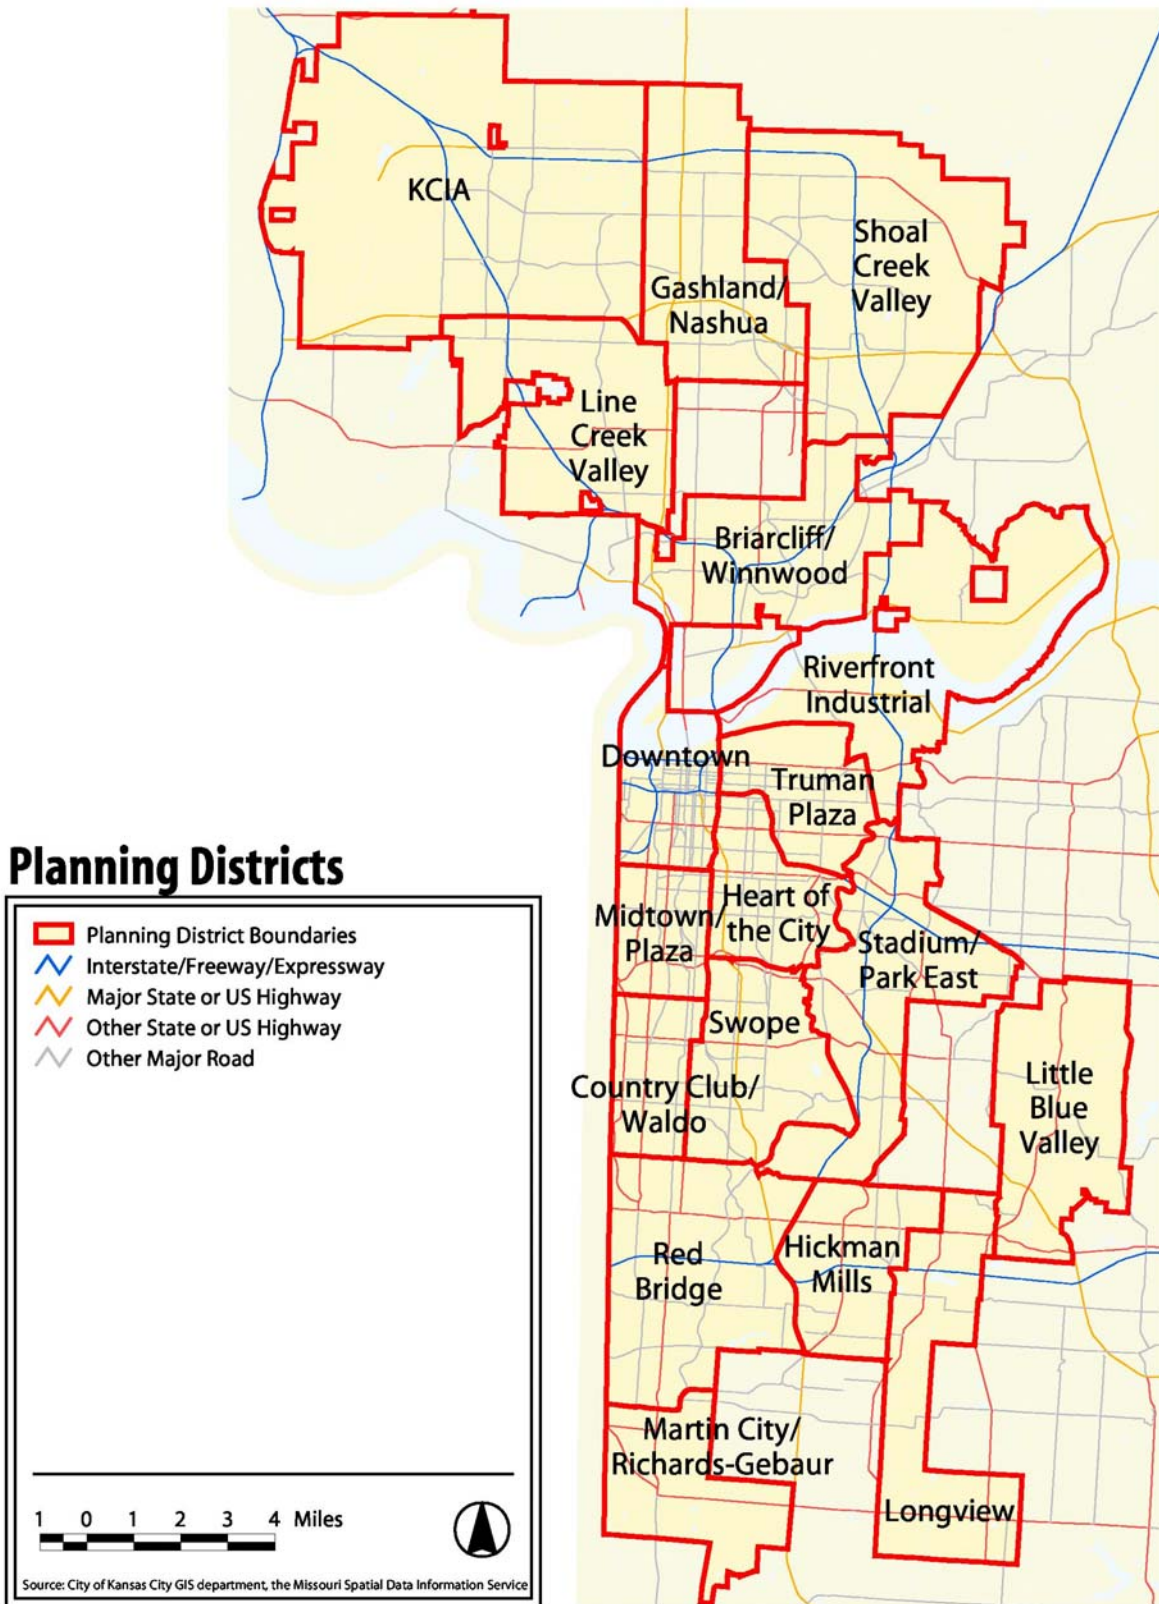 KCIA
Shoal
Creek
Valley
Gashland/
Nashua
Line
Creek
Valley
Briarcliff/
Winnwood
Riverfront
Industrial
Downtown
Truman
Plaza
Heart of
the City
Midtown/
Plaza
Stadium/
Park East
Swope
Country Club/
Waldo
Little
Blue
Valley
Red
Bridge
Hickman
Mills
Martin City/
Richards-Gebaur
Longview
Planning Districts
Planning District Boundaries
Interstate/Freeway/Expressway
Major State or US Highway
Other State or US Highway
Other Major Road
1 0 1 2 3 4 Miles
Source: City of Kansas City GIS department, the Missouri Spatial Data Information Service